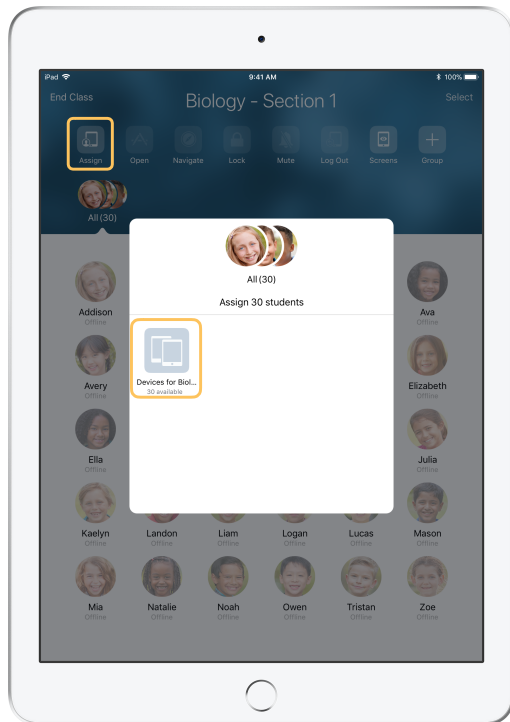 iPad 9:41 AM 100%
End Class Biology - Section 1 Select
Assign Open Navigate Lock Mute Log Out Screens Group
All (30)
All (30)
Assign 30 students
Devices for Biol...
30 available
Addison Ava
Offline Offline
Avery Elizabeth
Offline Offline
Ella Julia
Offline Offline
Kaelyn Landon Liam Logan Lucas Mason
Offline Offline Offline Offline Offline Offline
Mia Natalie Noah Owen Tristan Zoe
Offline Offline Offline Offline Offline Offline